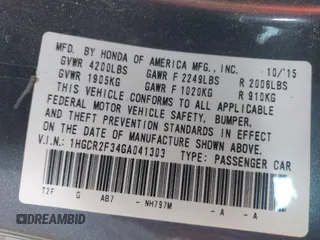 MFD. BY HONDA OF AMERICA MFG., INC. 10/'15
GVWR 4200LBS GAWR F 2249LBS R 2006LBS
GVWR 1905KG GAWR F 1020KG R 910KG
THIS VEHICLE CONFORMS TO ALL APPLICABLE
FEDERAL MOTOR VEHICLE SAFETY, BUMPER,
AND THEFT PREVENTION STANDARDS IN EFFECT
ON THE DATE OF MANUFACTURE SHOWN ABOVE.
V.I.N.: 1HGCR2F34GA041303 TYPE: PASSENGER CAR
T2F G AB7 - NH797M - A - A
DREAMBID